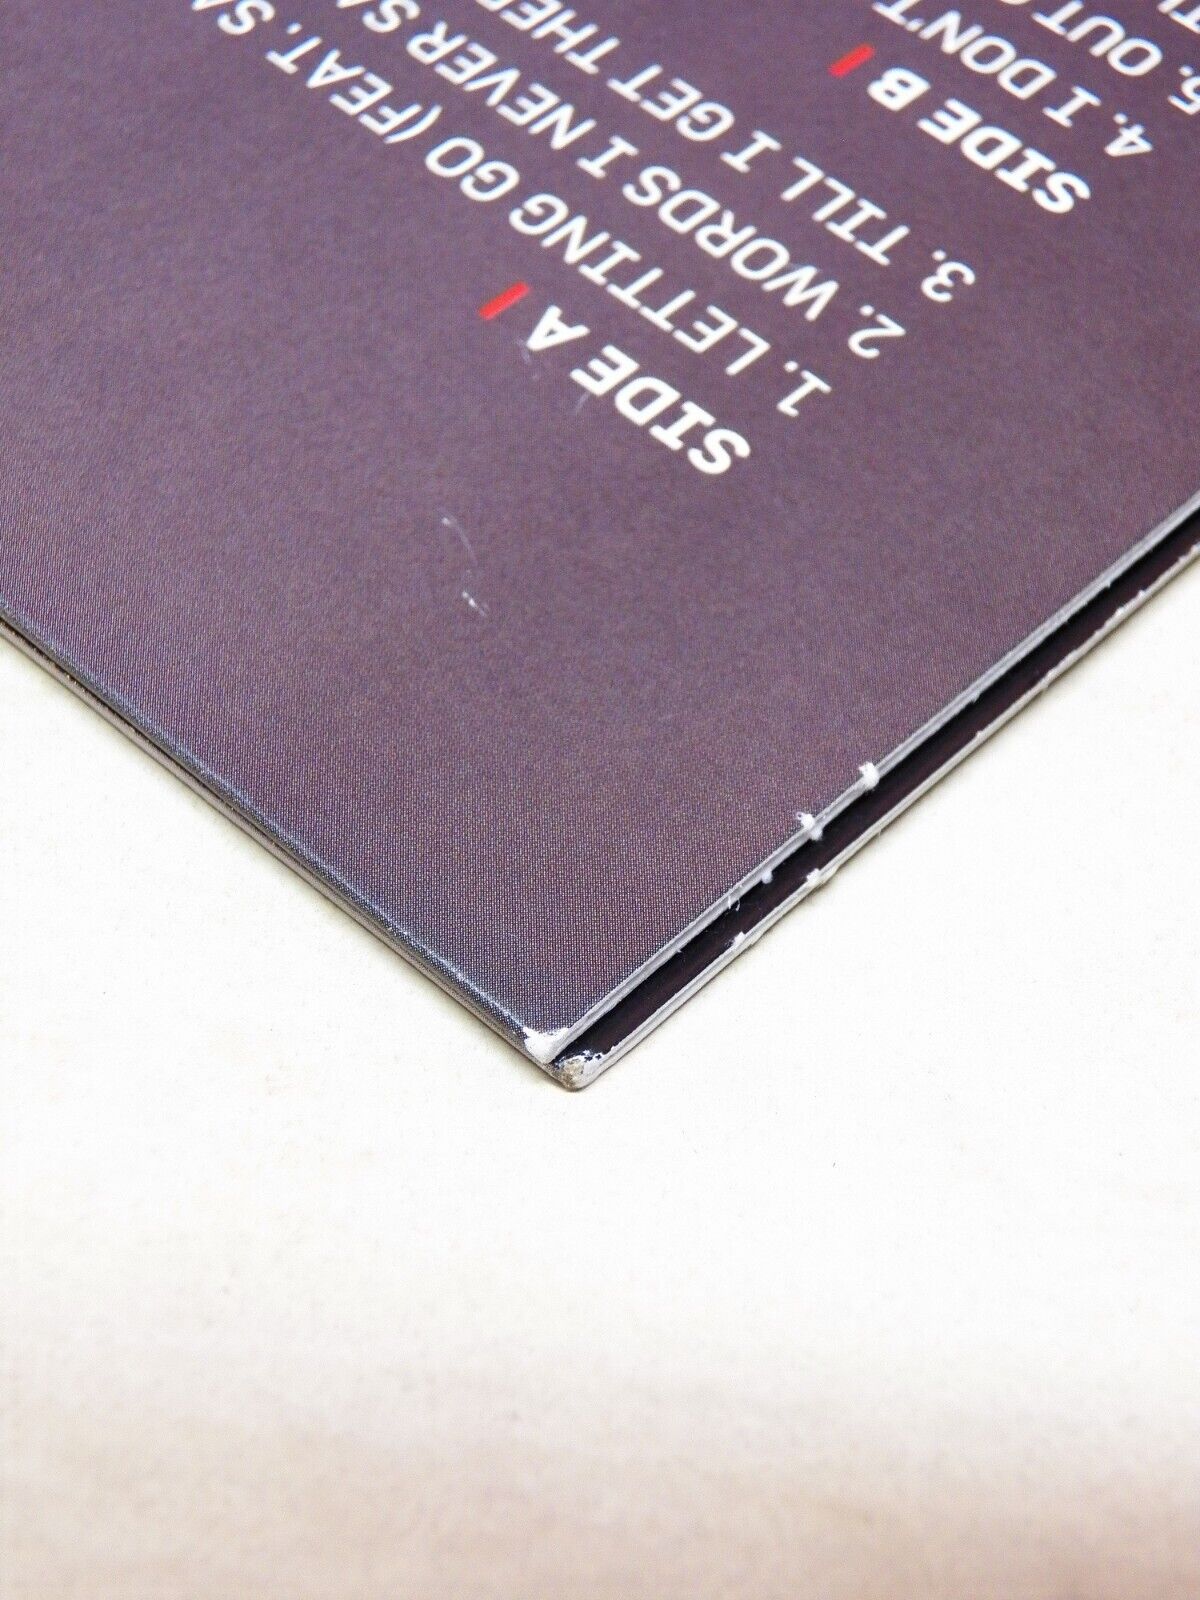 SIDE A |
1. LETTING GO (FEAT. SA
2. WORDS I NEVER SA
3. TILL I GET THER
SIDE B |
4. I DON'T
5. OUT O